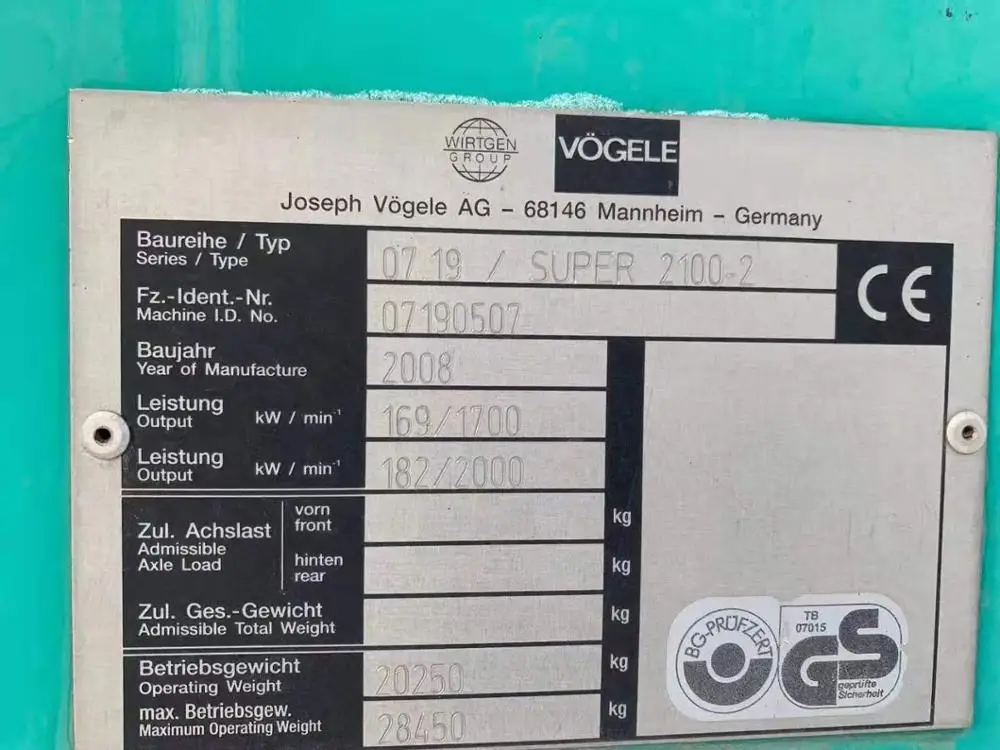 WIRTGEN
GROUP
VÖGELE
Joseph Vögele AG – 68146 Mannheim – Germany
Baureihe / Typ
Series / Type
07 19 / SUPER 2100-2
CE
Fz.-Ident.-Nr.
Machine I.D. No.
07190507
Baujahr
Year of Manufacture
2008
Leistung
Output
kW / min⁻¹
169/1700
Leistung
Output
kW / min⁻¹
182/2000
Zul. Achslast
Admissible
Axle Load
vorn
front
kg
hinten
rear
kg
Zul. Ges.-Gewicht
Admissible Total Weight
kg
Betriebsgewicht
Operating Weight
20250
kg
max. Betriebsgew.
Maximum Operating Weight
28450
kg
BG-PRÜFZERT
TB
07015
GS
geprüfte
Sicherheit